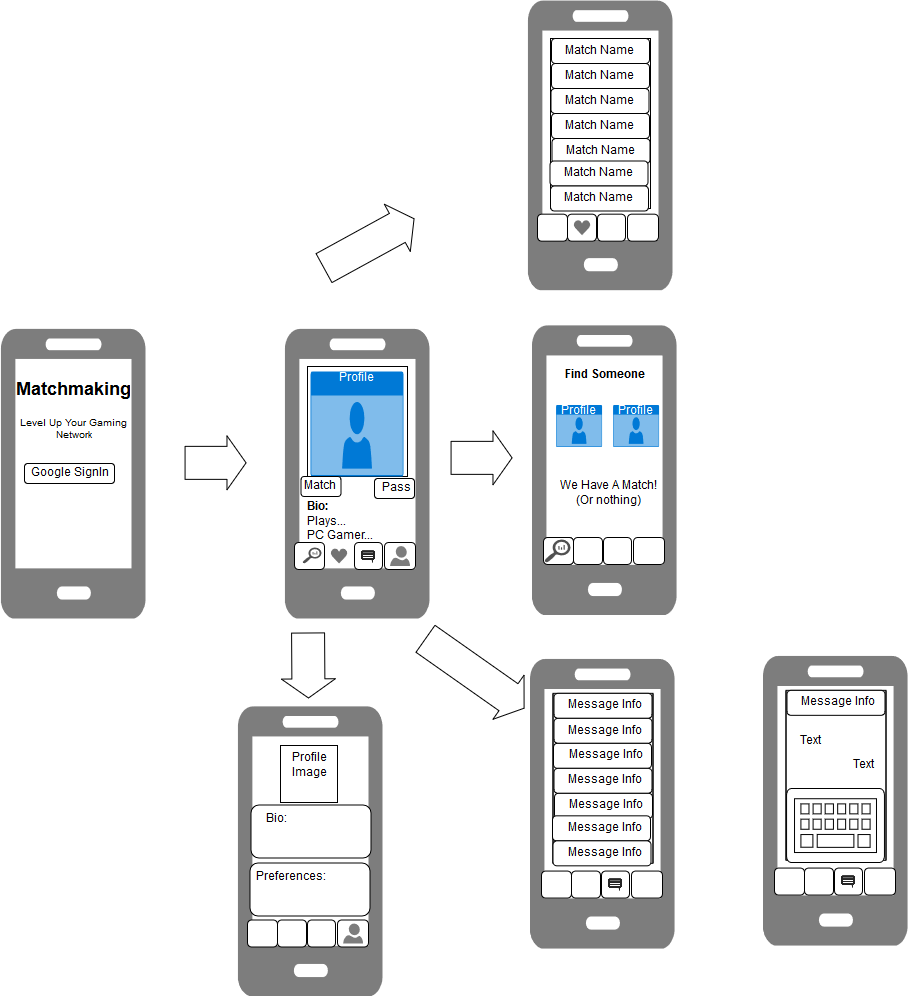 Match Name
Match Name
Match Name
Match Name
Match Name
Match Name
Match Name
Matchmaking
Level Up Your Gaming
Network
Google SignIn
Profile
Match
Pass
Bio:
Plays...
PC Gamer...
Find Someone
Profile
Profile
We Have A Match!
(Or nothing)
Profile
Image
Bio:
Preferences:
Message Info
Message Info
Message Info
Message Info
Message Info
Message Info
Message Info
Message Info
Text
Text